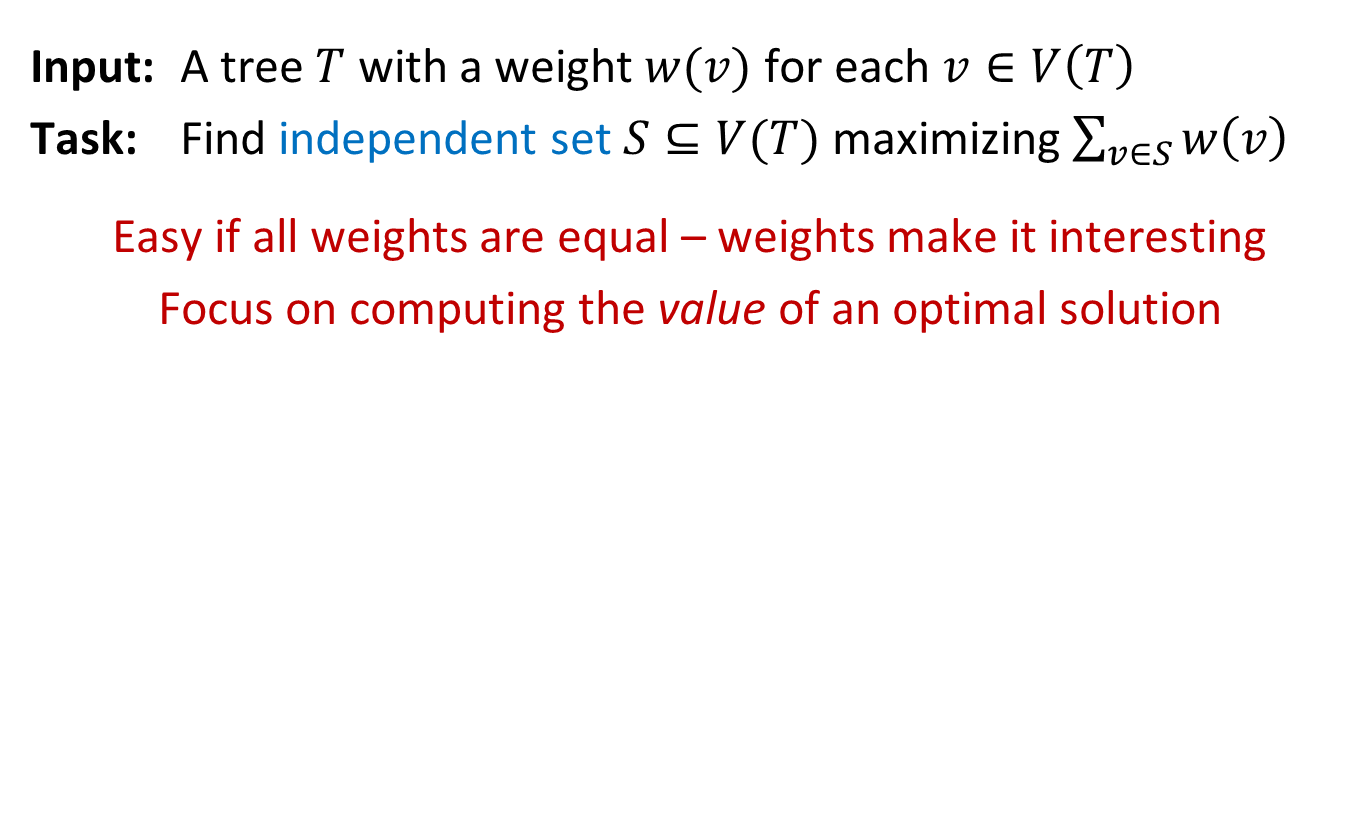 Input: A tree 𝑇 with a weight 𝑤(𝑣) for each 𝑣 ∈ 𝑉(𝑇)
Task: Find independent set 𝑆 ⊆ 𝑉(𝑇) maximizing ∑𝑣∈𝑆 𝑤(𝑣)
Easy if all weights are equal – weights make it interesting
Focus on computing the value of an optimal solution